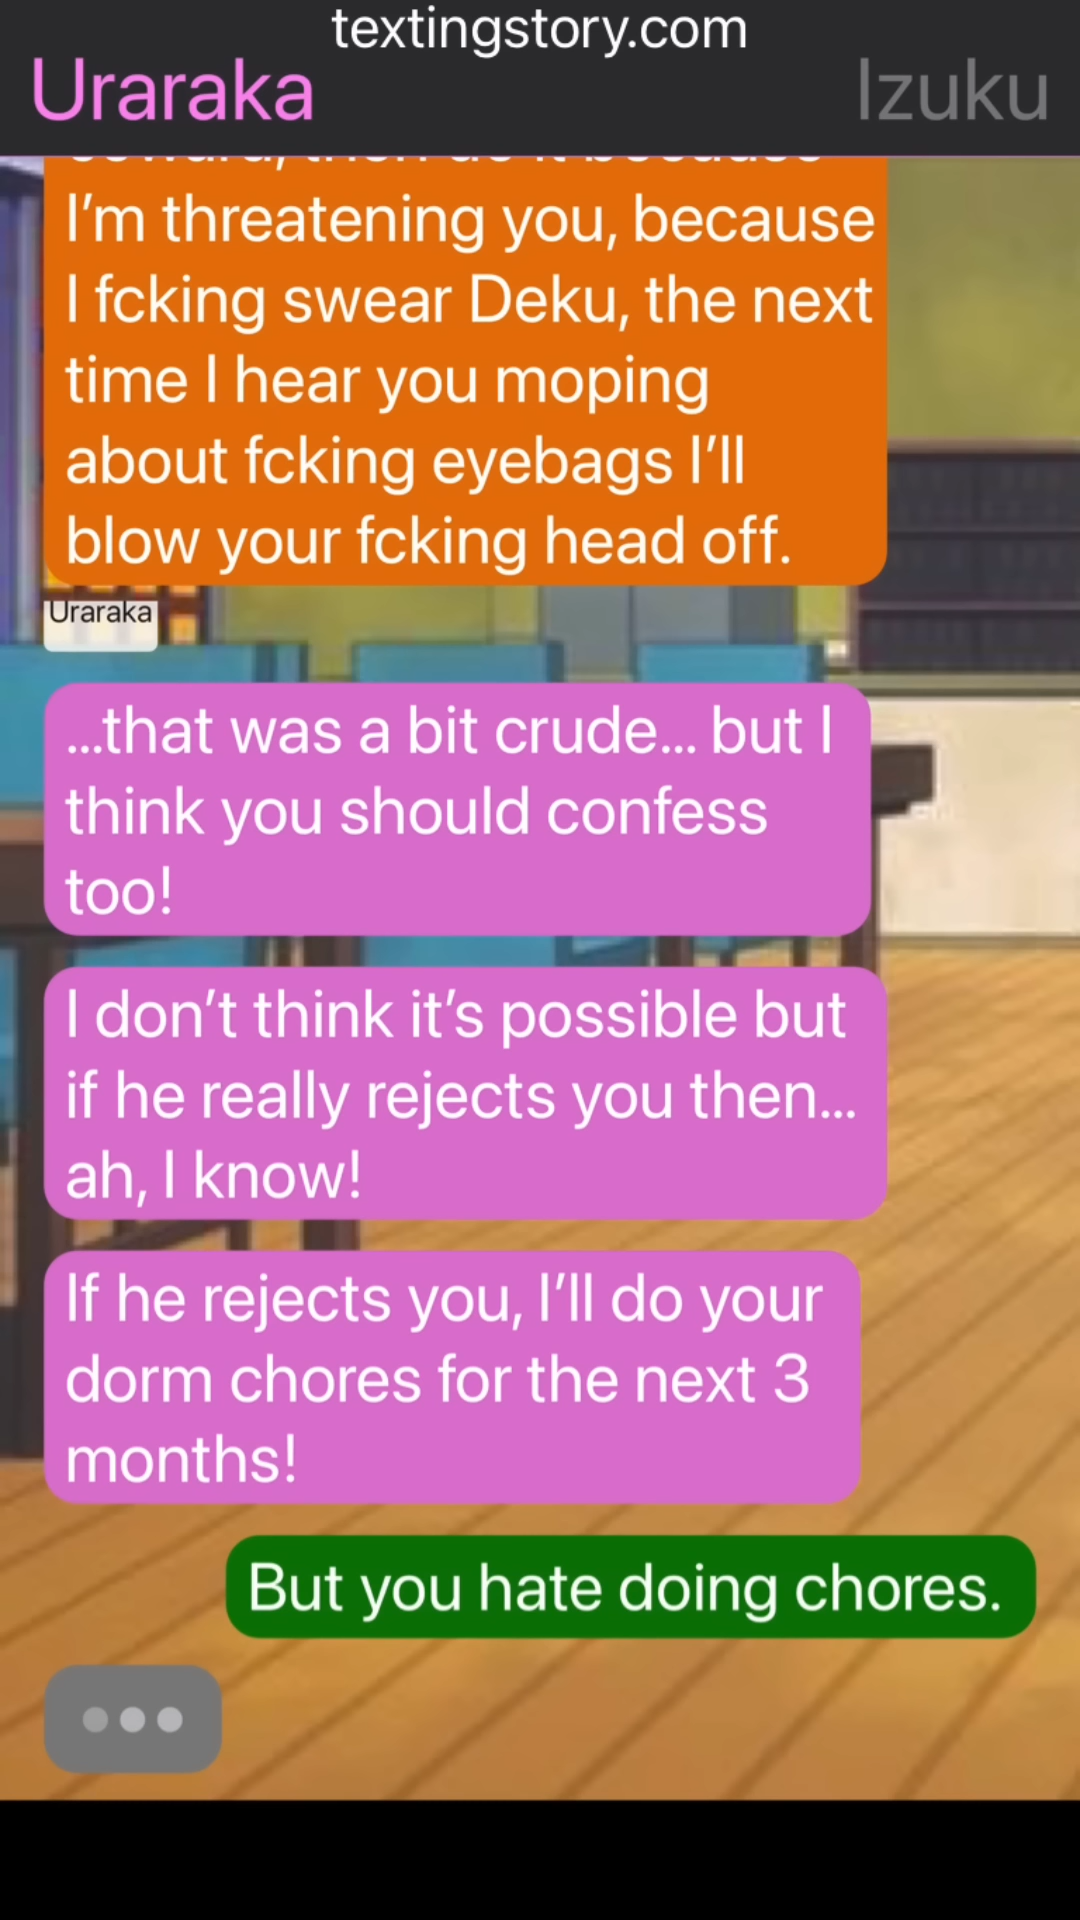 textingstory.com
Uraraka
Izuku
I'm threatening you, because
I fcking swear Deku, the next
time I hear you moping
about fcking eyebags I'll
blow your fcking head off.
Uraraka
...that was a bit crude... but I
think you should confess
too!
I don't think it's possible but
if he really rejects you then...
ah, I know!
If he rejects you, I'll do your
dorm chores for the next 3
months!
But you hate doing chores.